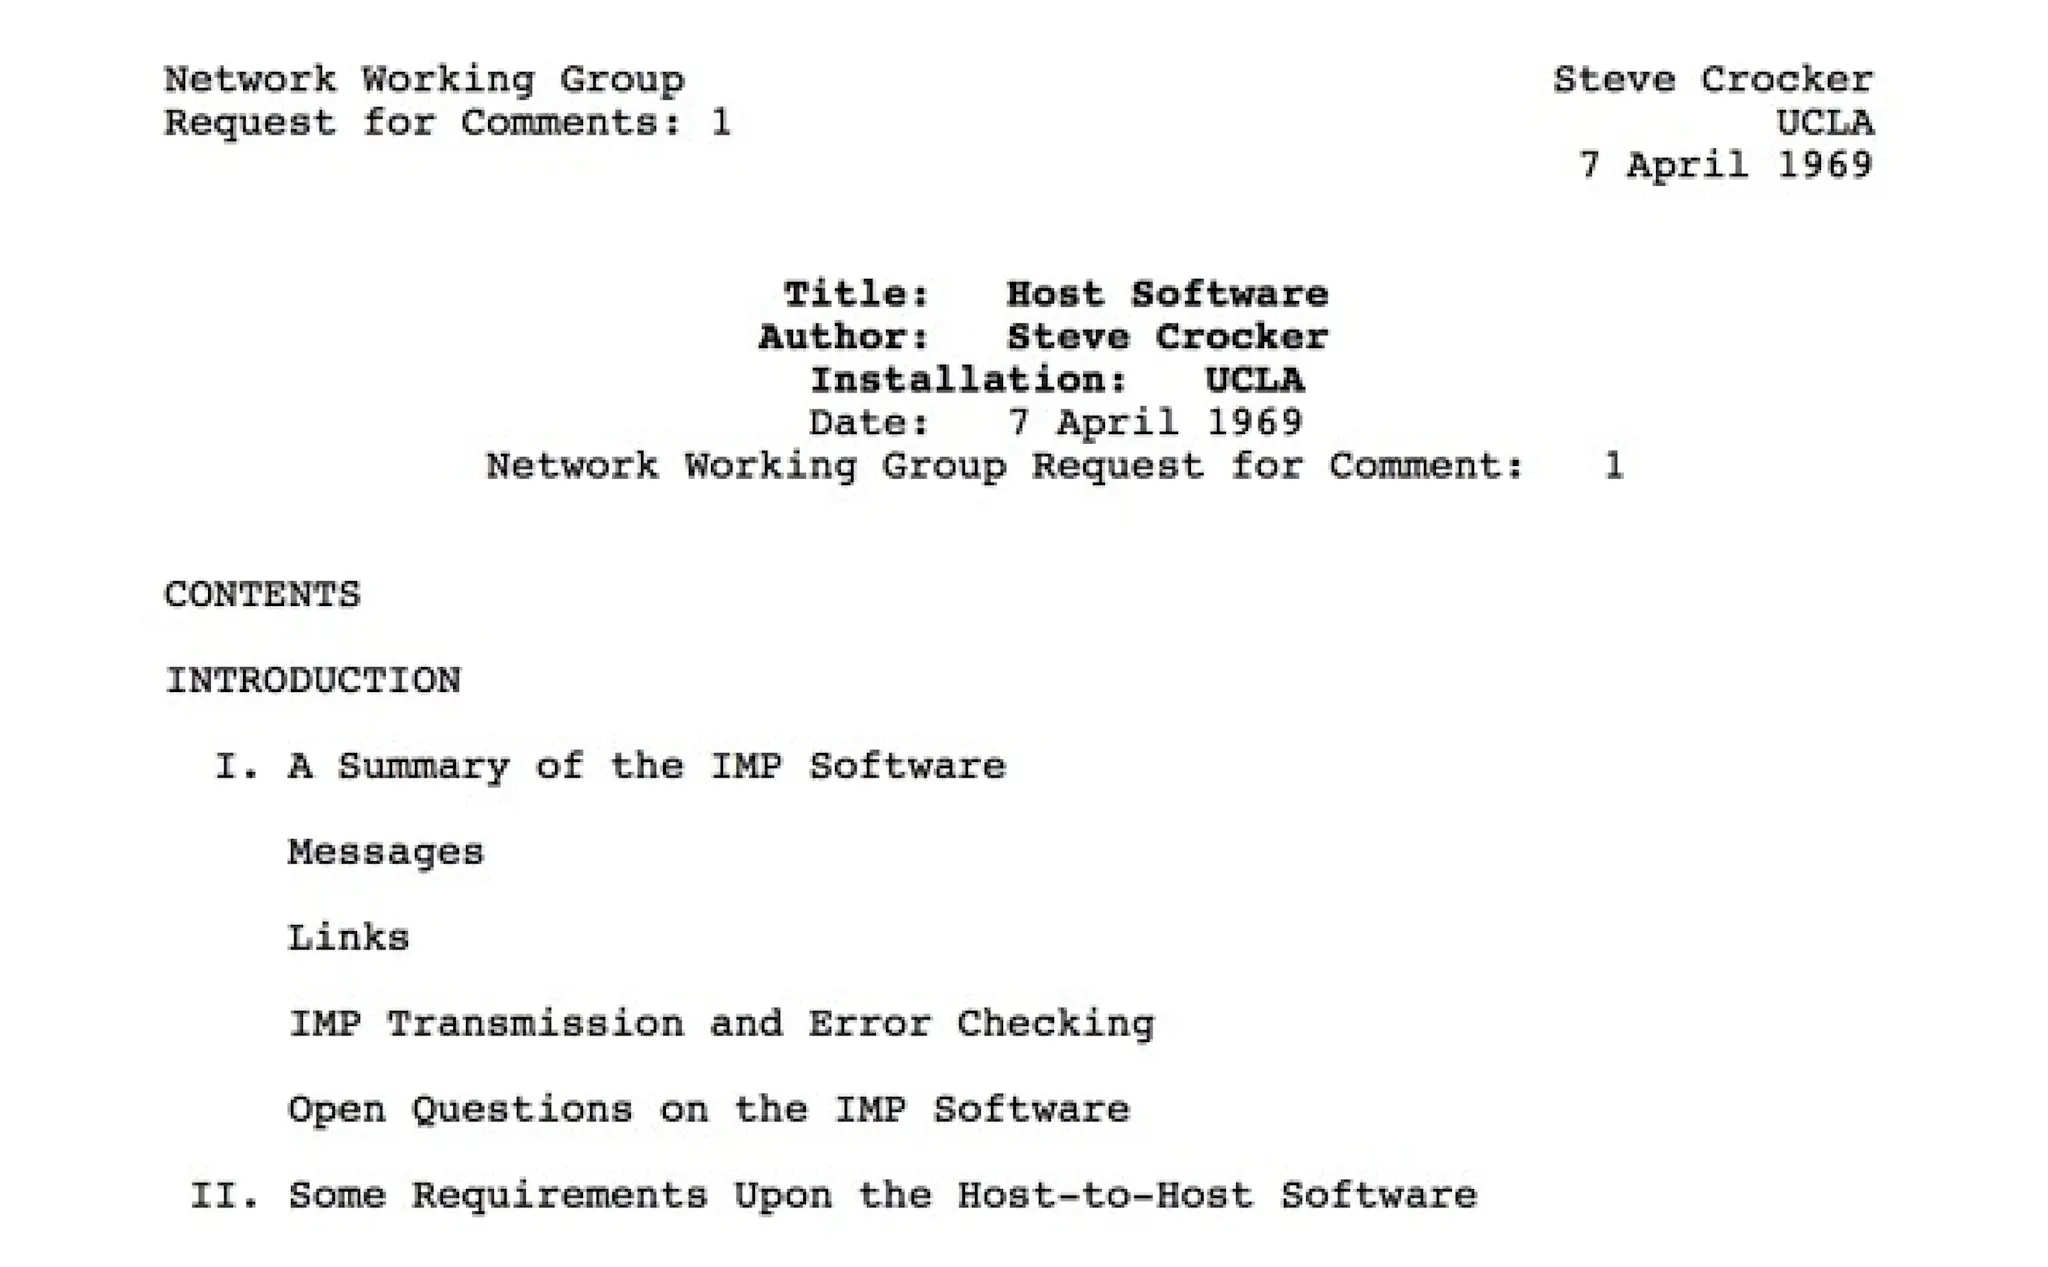 Network Working Group Steve Crocker
Request for Comments: 1 UCLA
7 April 1969
Title: Host Software
Author: Steve Crocker
Installation: UCLA
Date: 7 April 1969
Network Working Group Request for Comment: 1
CONTENTS
INTRODUCTION
I. A Summary of the IMP Software
Messages
Links
IMP Transmission and Error Checking
Open Questions on the IMP Software
II. Some Requirements Upon the Host-to-Host Software